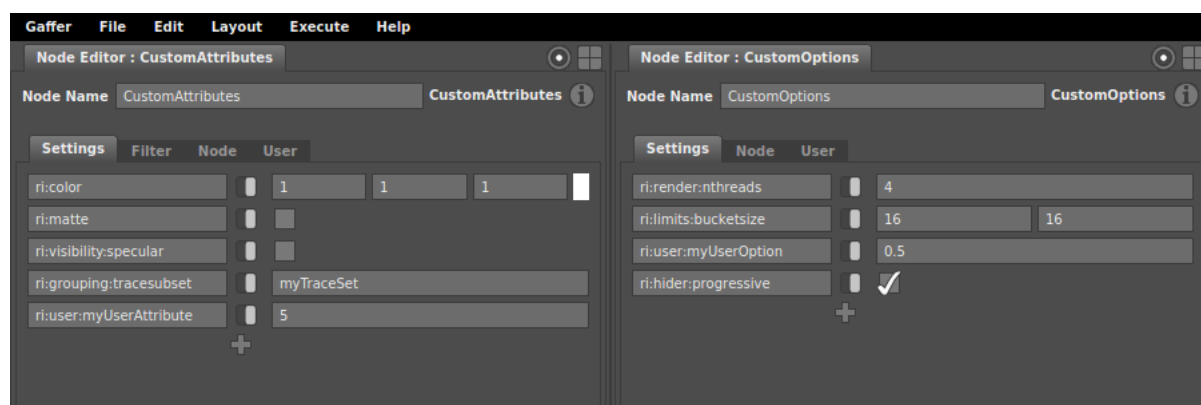 Gaffer File Edit Layout Execute Help
Node Editor : CustomAttributes
Node Name CustomAttributes CustomAttributes
Settings Filter Node User
ri:color 1 1 1
ri:matte
ri:visibility:specular
ri:grouping:tracesubset myTraceSet
ri:user:myUserAttribute 5
Node Editor : CustomOptions
Node Name CustomOptions CustomOptions
Settings Node User
ri:render:nthreads 4
ri:limits:bucketsize 16 16
ri:user:myUserOption 0.5
ri:hider:progressive